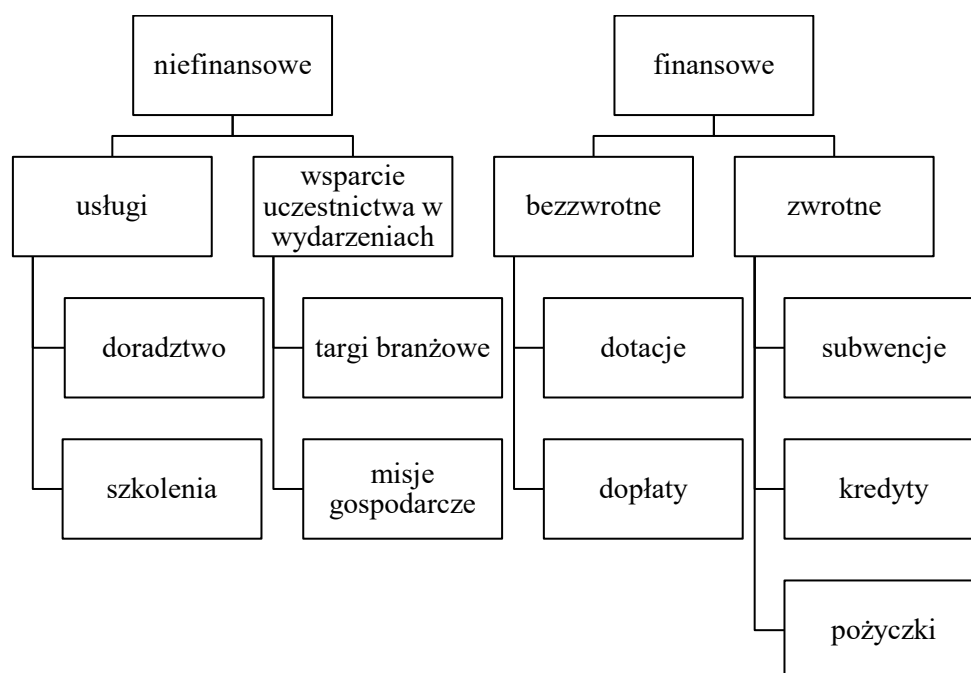 niefinansowe
finansowe
usługi
wsparcie
uczestnictwa w
wydarzeniach
bezzwrotne
zwrotne
doradztwo
targi branżowe
dotacje
subwencje
szkolenia
misje
gospodarcze
dopłaty
kredyty
pożyczki